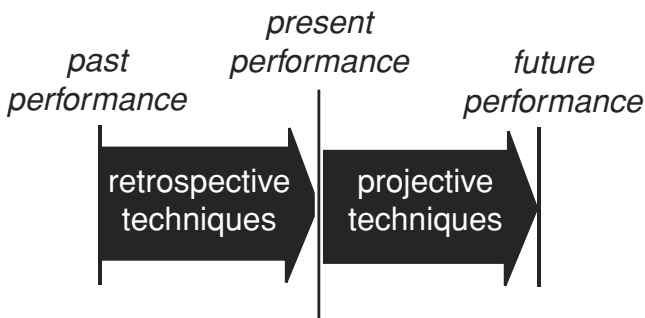 past
performance
present
performance
future
performance
retrospective
techniques
projective
techniques